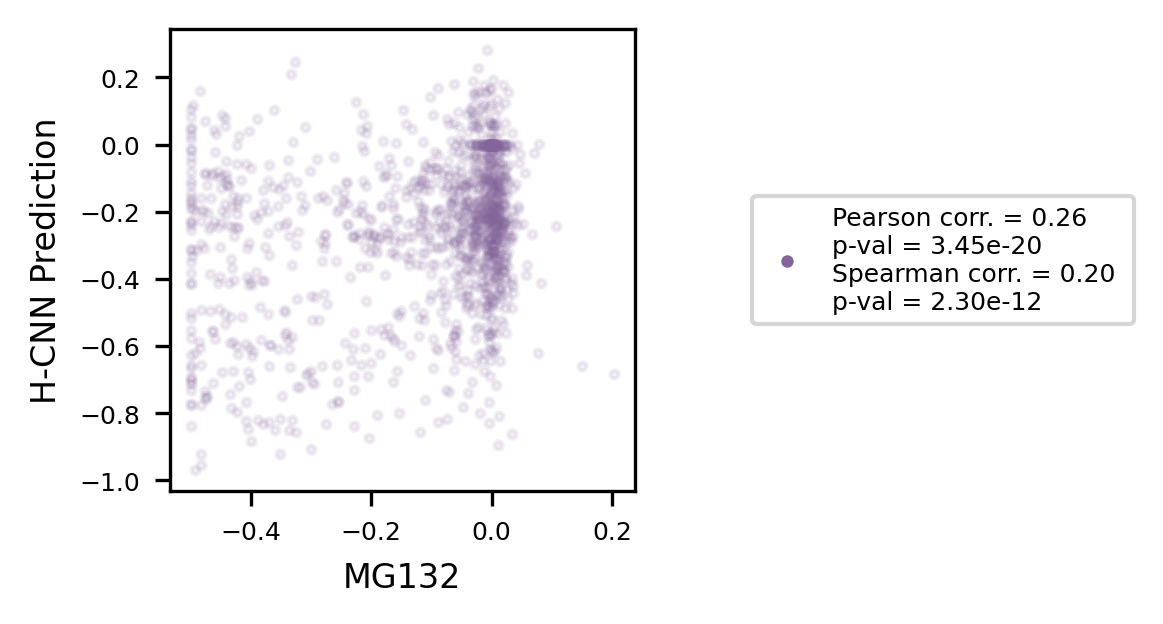 H-CNN Prediction
0.2
0.0
−0.2
−0.4
−0.6
−0.8
−1.0
−0.4
−0.2
0.0
0.2
MG132
Pearson corr. = 0.26
p-val = 3.45e-20
Spearman corr. = 0.20
p-val = 2.30e-12